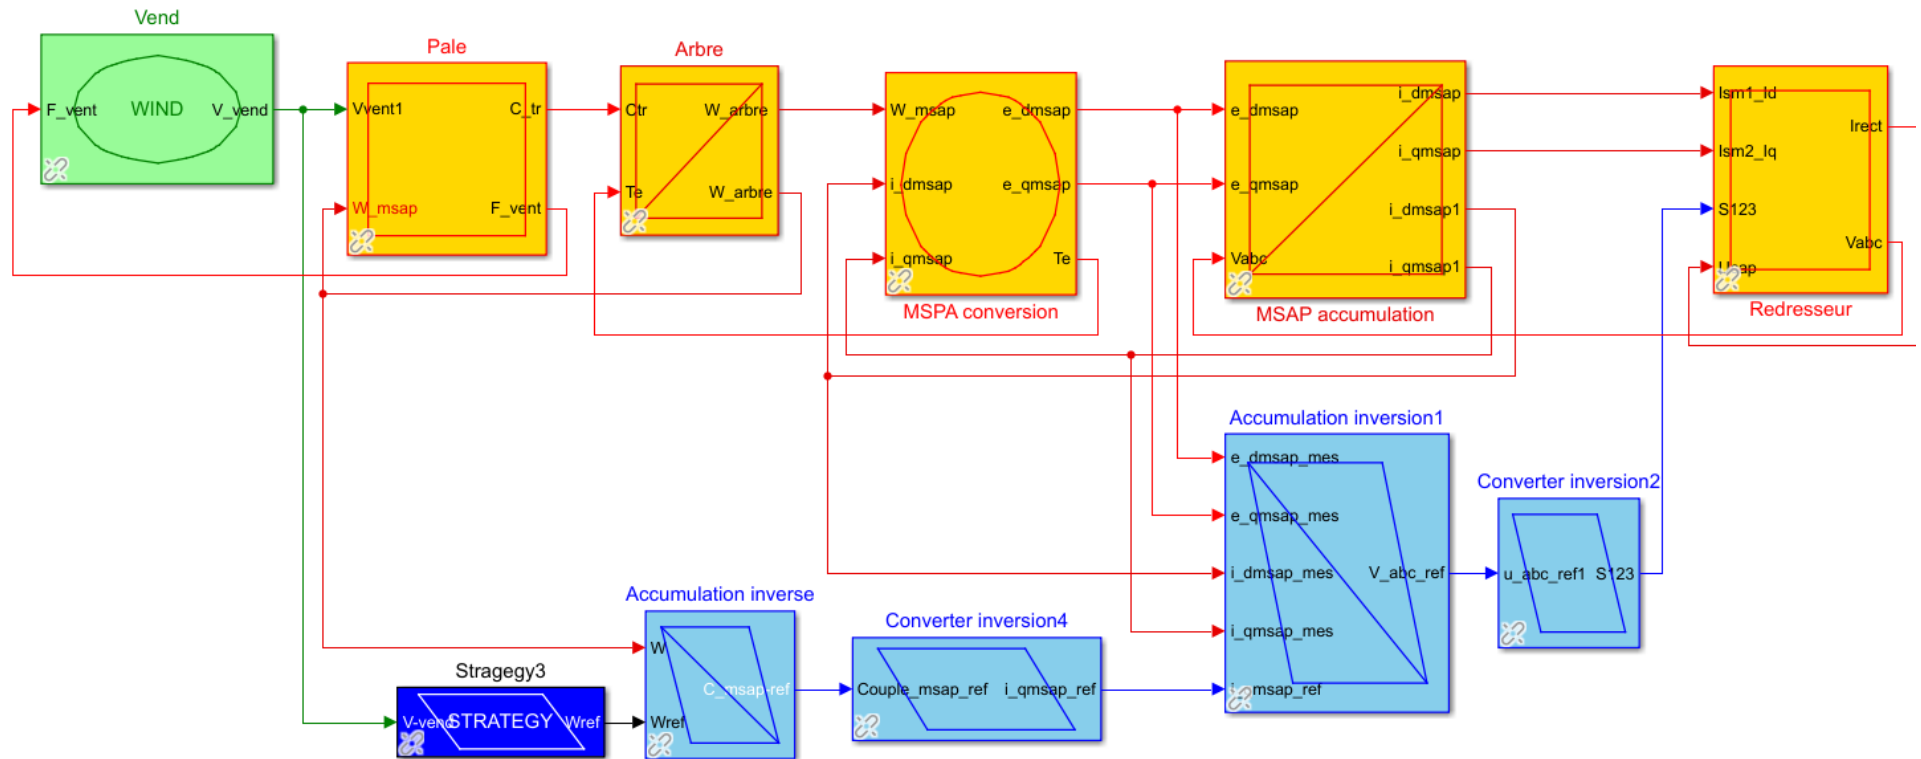 Vend
F_vent
WIND
V_vend
Pale
Vvent1
C_tr
W_msap
F_vent
Arbre
Ctr
W_arbre
Te
W_arbre
W_msap
e_dmsap
i_dmsap
e_qmsap
i_qmsap
Te
MSPA conversion
e_dmsap
i_dmsap
e_qmsap
i_qmsap
i_dmsap1
Vabc
i_qmsap1
MSAP accumulation
Ism1_Id
Irect
Ism2_Iq
S123
Vabc
Redresseur
Accumulation inversion1
e_dmsap_mes
e_qmsap_mes
i_dmsap_mes
V_abc_ref
i_qmsap_mes
Converter inversion2
u_abc_ref1
S123
Accumulation inverse
W
C_msap-ref
Wref
Converter inversion4
Couple_msap_ref
i_qmsap_ref
Stragegy3
V-vend
STRATEGY
Wref